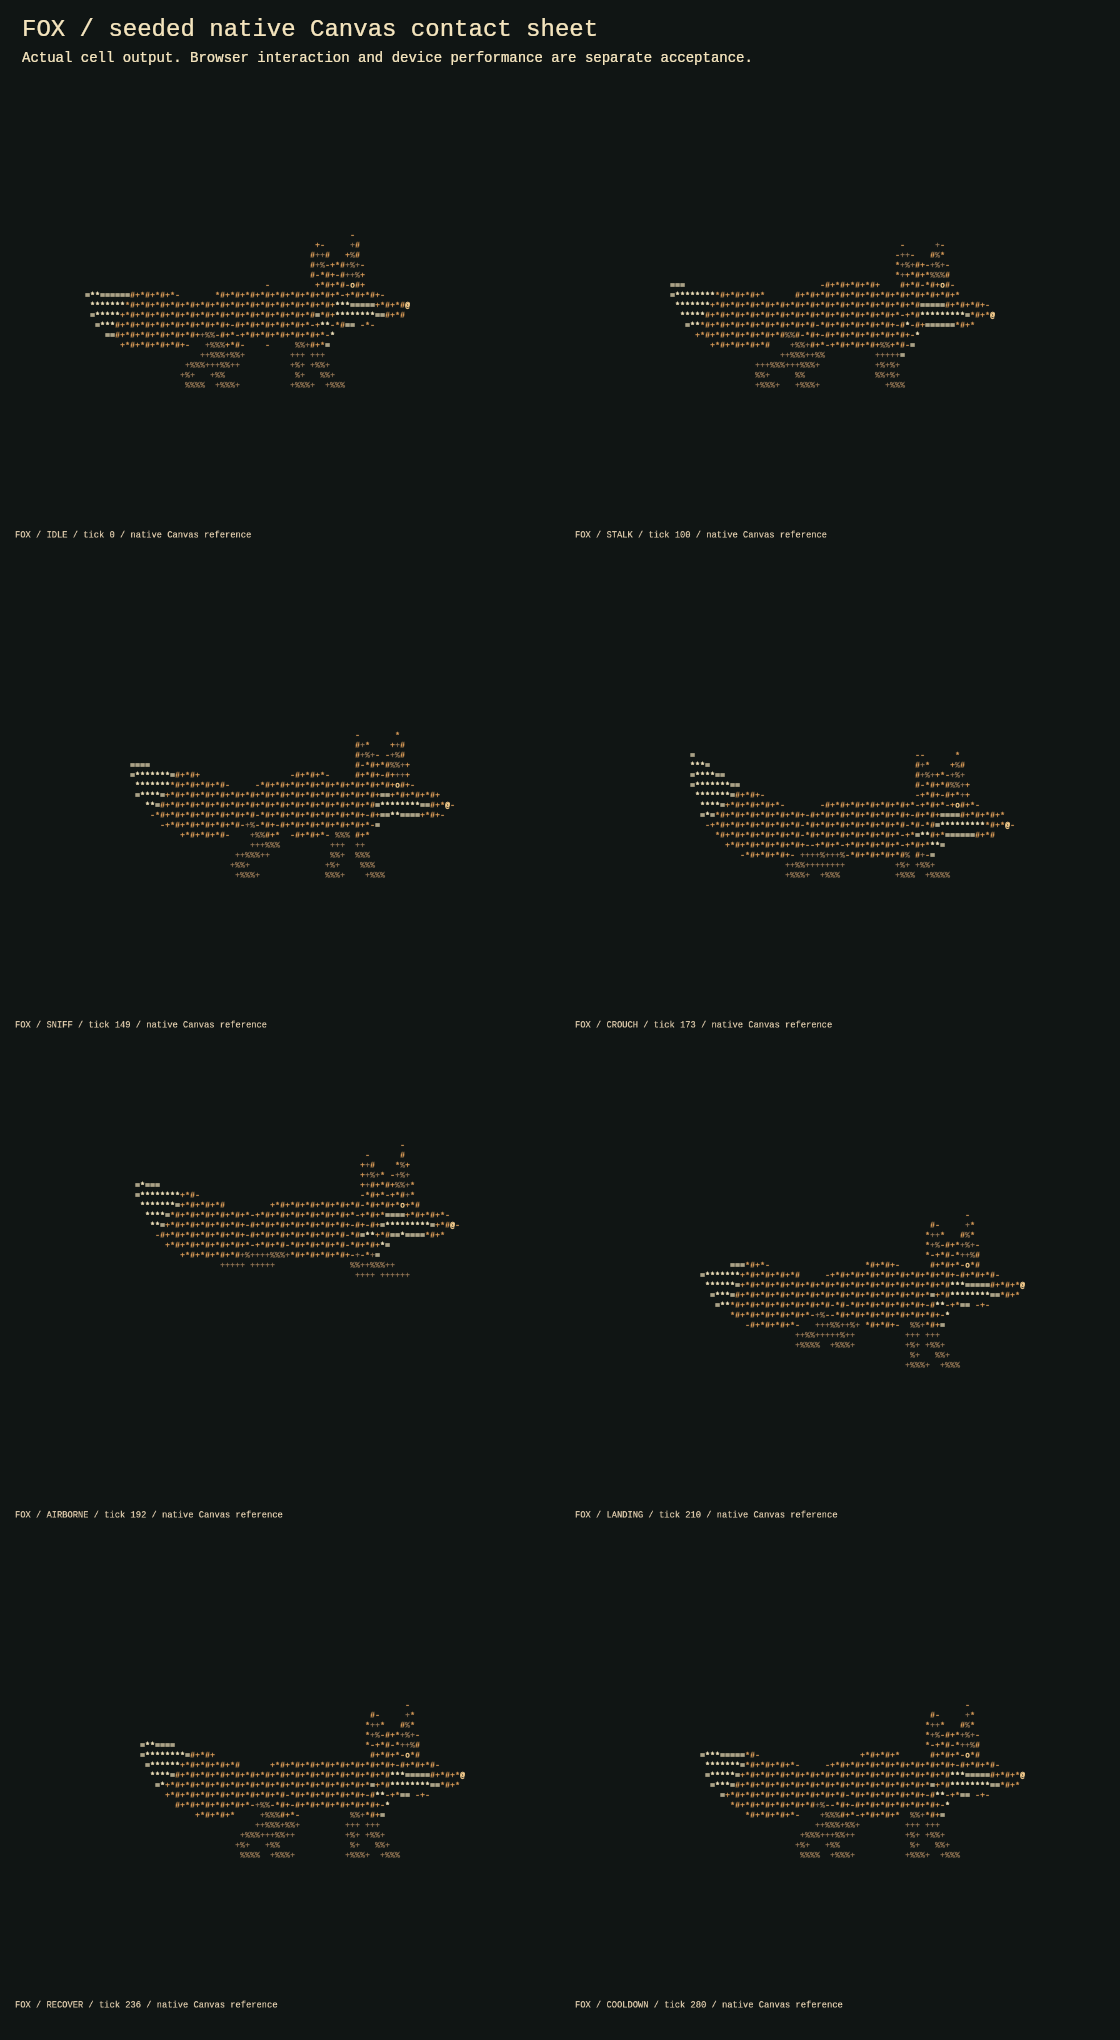 FOX / seeded native Canvas contact sheet
Actual cell output. Browser interaction and device performance are separate acceptance.
FOX / IDLE / tick 0 / native Canvas reference
FOX / STALK / tick 100 / native Canvas reference
FOX / SNIFF / tick 149 / native Canvas reference
FOX / CROUCH / tick 173 / native Canvas reference
FOX / AIRBORNE / tick 192 / native Canvas reference
FOX / LANDING / tick 210 / native Canvas reference
FOX / RECOVER / tick 236 / native Canvas reference
FOX / COOLDOWN / tick 280 / native Canvas reference